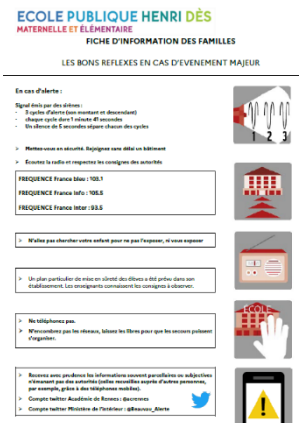 ECOLE PUBLIQUE HENRI DÈS
MATERNELLE ET ÉLÉMENTAIRE
FICHE D'INFORMATION DES FAMILLES
LES BONS REFLEXES EN CAS D'EVENEMENT MAJEUR
En cas d'alerte :
Signal émis par des sirènes :
- 3 cycles d'alerte (son montant et descendant)
- chaque cycle dure 1 minute 41 secondes
- Un silence de 5 secondes sépare chacun des cycles
1 2 3
➤ Mettez-vous en sécurité. Rejoignez sans délai un bâtiment
➤ Ecoutez la radio et respectez les consignes des autorités
FREQUENCE France bleu : 103.1
FREQUENCE France Info : 105.5
FREQUENCE France Inter : 93.5
➤ N'allez pas chercher votre enfant pour ne pas l'exposer, ni vous exposer
➤ Un plan particulier de mise en sûreté des élèves a été prévu dans son
établissement. Les enseignants connaissent les consignes à observer.
ECOLE
➤ Ne téléphonez pas.
➤ N'encombrez pas les réseaux, laissez les libres pour que les secours puissent
s'organiser.
➤ Recevez avec prudence les informations souvent parcellaires ou subjectives
n'émanant pas des autorités (celles recueillies auprès d'autres personnes,
par exemple, grâce à des téléphones mobiles).
➤ Compte twitter Académie de Rennes : @acrennes
➤ Compte twitter Ministère de l'intérieur : @Beauvau_Alerte